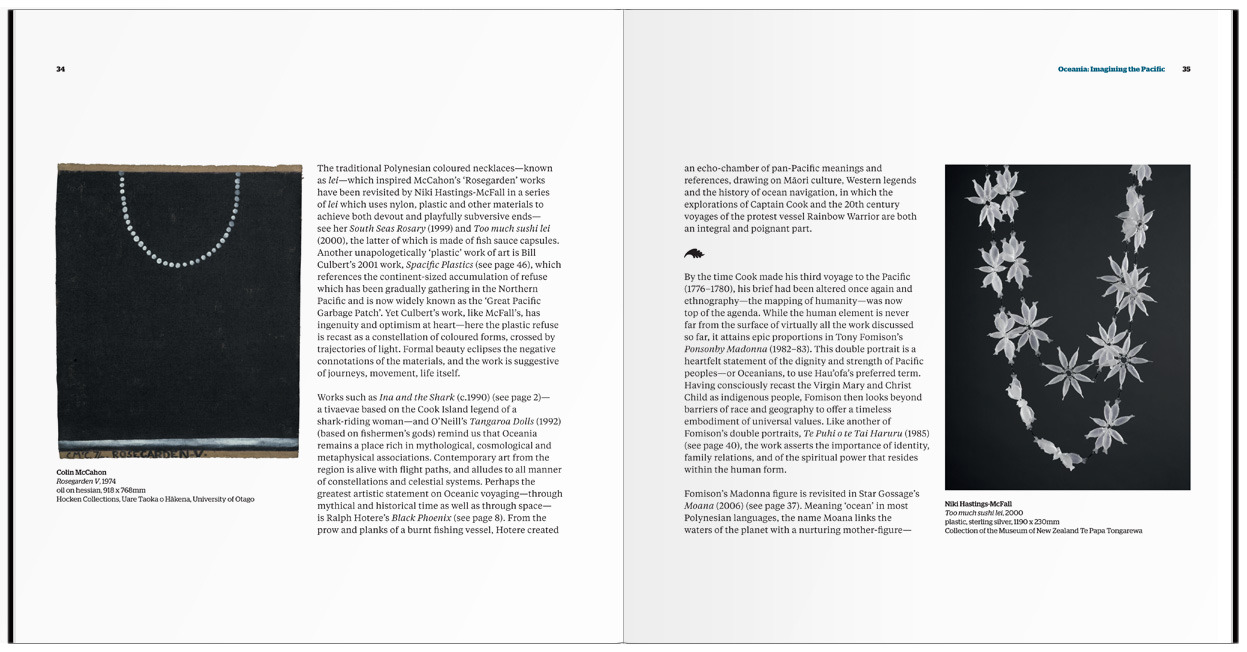 34
Colin McCahon
Rosegarden V, 1974
oil on hessian, 918 x 768mm
Hocken Collections, Uare Taoka o Hākena, University of Otago
The traditional Polynesian coloured necklaces—known
as lei—which inspired McCahon's 'Rosegarden' works
have been revisited by Niki Hastings-McFall in a series
of lei which uses nylon, plastic and other materials to
achieve both devout and playfully subversive ends—
see her South Seas Rosary (1999) and Too much sushi lei
(2000), the latter of which is made of fish sauce capsules.
Another unapologetically 'plastic' work of art is Bill
Culbert's 2001 work, Spacific Plastics (see page 46), which
references the continent-sized accumulation of refuse
which has been gradually gathering in the Northern
Pacific and is now widely known as the 'Great Pacific
Garbage Patch'. Yet Culbert's work, like McFall's, has
ingenuity and optimism at heart—here the plastic refuse
is recast as a constellation of coloured forms, crossed by
trajectories of light. Formal beauty eclipses the negative
connotations of the materials, and the work is suggestive
of journeys, movement, life itself.
Works such as Ina and the Shark (c.1990) (see page 2)—
a tivaevae based on the Cook Island legend of a
shark-riding woman—and O'Neill's Tangaroa Dolls (1992)
(based on fishermen's gods) remind us that Oceania
remains a place rich in mythological, cosmological and
metaphysical associations. Contemporary art from the
region is alive with flight paths, and alludes to all manner
of constellations and celestial systems. Perhaps the
greatest artistic statement on Oceanic voyaging—through
mythical and historical time as well as through space—
is Ralph Hotere's Black Phoenix (see page 8). From the
prow and planks of a burnt fishing vessel, Hotere created
Oceania: Imagining the Pacific 35
an echo-chamber of pan-Pacific meanings and
references, drawing on Māori culture, Western legends
and the history of ocean navigation, in which the
explorations of Captain Cook and the 20th century
voyages of the protest vessel Rainbow Warrior are both
an integral and poignant part.
By the time Cook made his third voyage to the Pacific
(1776–1780), his brief had been altered once again and
ethnography—the mapping of humanity—was now
top of the agenda. While the human element is never
far from the surface of virtually all the work discussed
so far, it attains epic proportions in Tony Fomison's
Ponsonby Madonna (1982–83). This double portrait is a
heartfelt statement of the dignity and strength of Pacific
peoples—or Oceanians, to use Hau'ofa's preferred term.
Having consciously recast the Virgin Mary and Christ
Child as indigenous people, Fomison then looks beyond
barriers of race and geography to offer a timeless
embodiment of universal values. Like another of
Fomison's double portraits, Te Puhi o te Tai Haruru (1985)
(see page 40), the work asserts the importance of identity,
family relations, and of the spiritual power that resides
within the human form.
Fomison's Madonna figure is revisited in Star Gossage's
Moana (2006) (see page 37). Meaning 'ocean' in most
Polynesian languages, the name Moana links the
waters of the planet with a nurturing mother-figure—
Niki Hastings-McFall
Too much sushi lei, 2000
plastic, sterling silver, 1190 x 230mm
Collection of the Museum of New Zealand Te Papa Tongarewa
ROSEGARDEN·V·